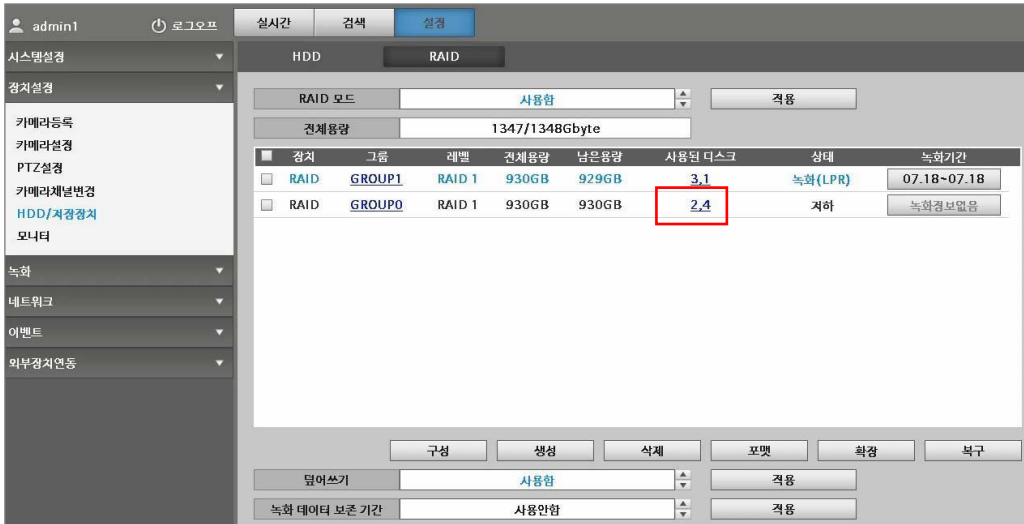 admin1 로그오프 실시간 검색 설정
시스템설정
HDD RAID
장치설정
RAID 모드 사용함 적용
전체용량 1347/1348Gbyte
카메라등록
카메라설정
PTZ설정
카메라채널변경
HDD/저장장치
모니터
녹화
네트워크
이벤트
외부장치연동
장치 그룹 레벨 전체용량 남은용량 사용된 디스크 상태 녹화기간
RAID GROUP1 RAID 1 930GB 929GB 3,1 녹화(LPR) 07.18~07.18
RAID GROUP0 RAID 1 930GB 930GB 2,4 저하 녹화정보없음
구성 생성 삭제 포맷 확장 복구
덮어쓰기 사용함 적용
녹화 데이터 보존 기간 사용안함 적용